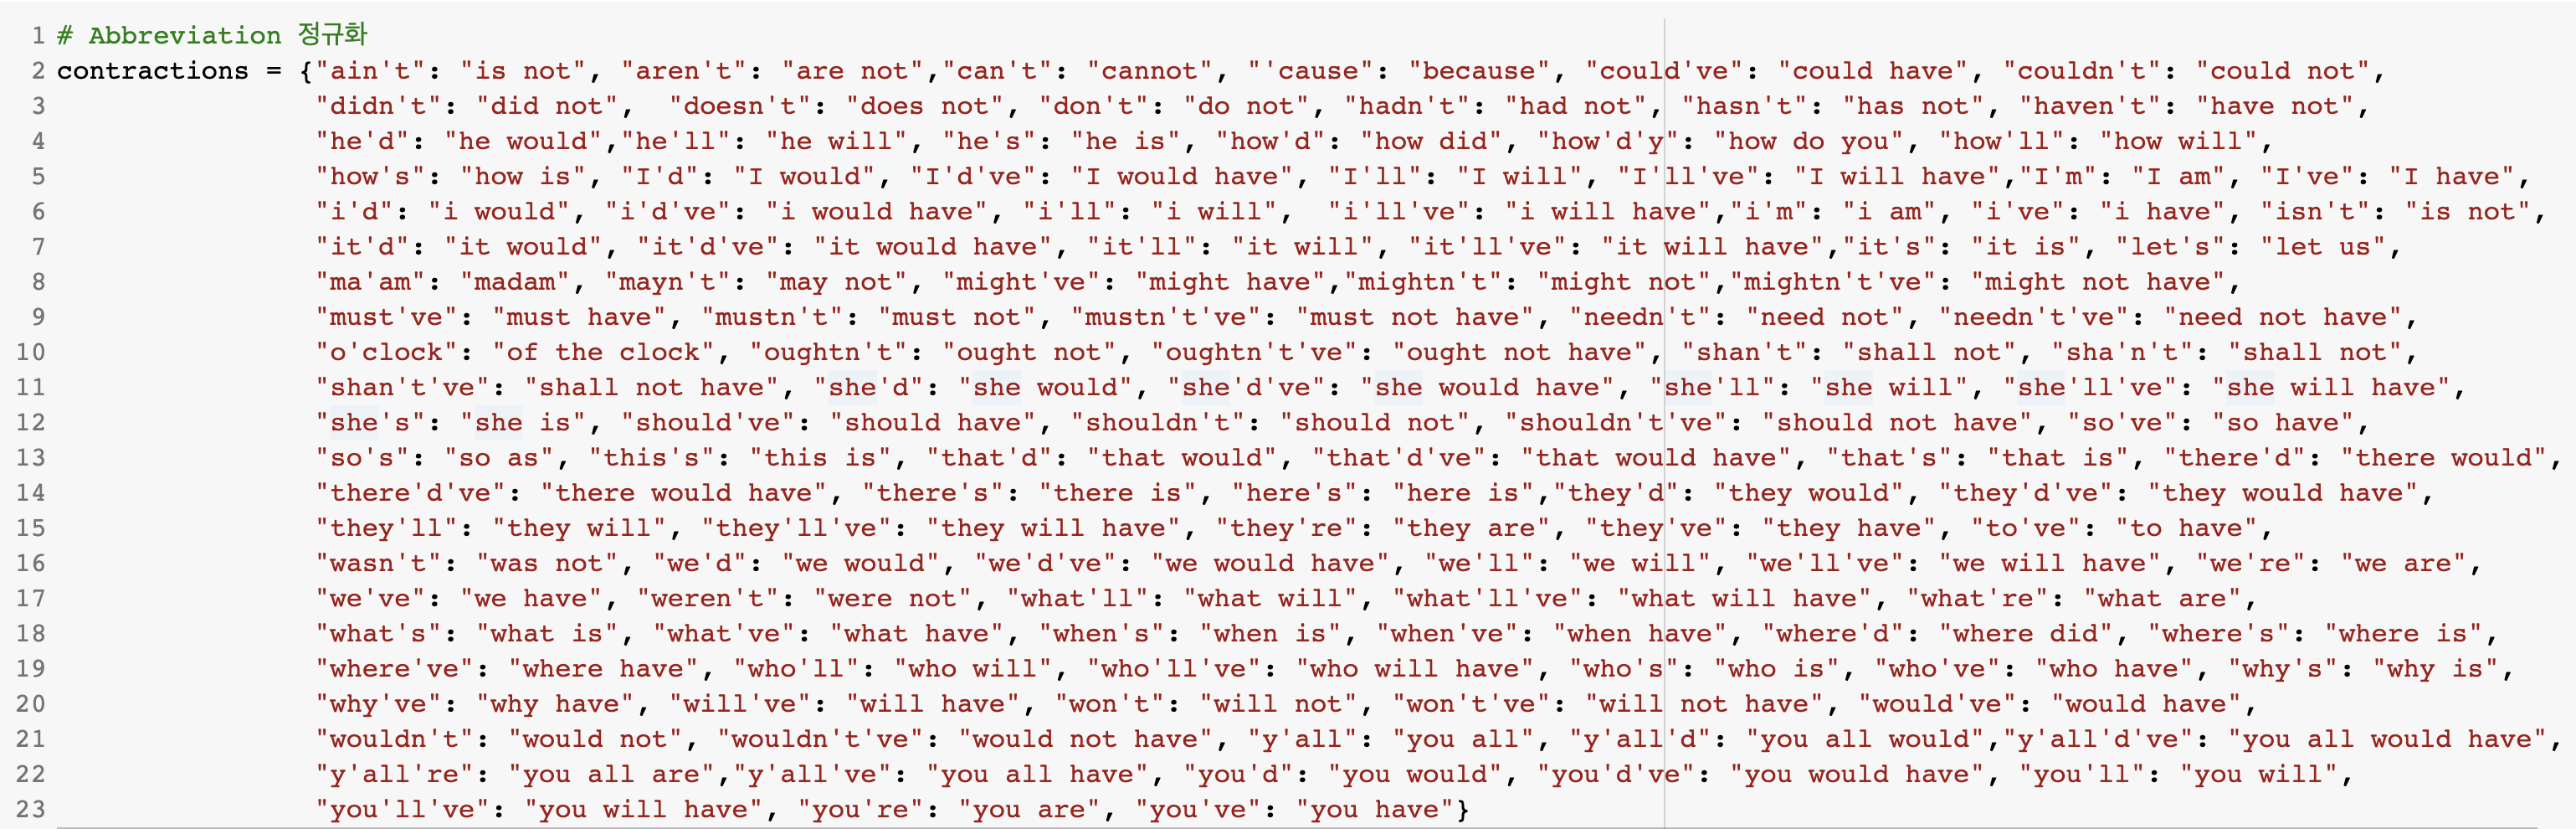 1 # Abbreviation 정규화
2 contractions = {"ain't": "is not", "aren't": "are not","can't": "cannot", "'cause": "because", "could've": "could have", "couldn't": "could not",
3 "didn't": "did not",  "doesn't": "does not", "don't": "do not", "hadn't": "had not", "hasn't": "has not", "haven't": "have not",
4 "he'd": "he would","he'll": "he will", "he's": "he is", "how'd": "how did", "how'd'y": "how do you", "how'll": "how will",
5 "how's": "how is", "I'd": "I would", "I'd've": "I would have", "I'll": "I will", "I'll've": "I will have","I'm": "I am", "I've": "I have",
6 "i'd": "i would", "i'd've": "i would have", "i'll": "i will",  "i'll've": "i will have","i'm": "i am", "i've": "i have", "isn't": "is not",
7 "it'd": "it would", "it'd've": "it would have", "it'll": "it will", "it'll've": "it will have","it's": "it is", "let's": "let us",
8 "ma'am": "madam", "mayn't": "may not", "might've": "might have","mightn't": "might not","mightn't've": "might not have",
9 "must've": "must have", "mustn't": "must not", "mustn't've": "must not have", "needn't": "need not", "needn't've": "need not have",
10 "o'clock": "of the clock", "oughtn't": "ought not", "oughtn't've": "ought not have", "shan't": "shall not", "sha'n't": "shall not",
11 "shan't've": "shall not have", "she'd": "she would", "she'd've": "she would have", "she'll": "she will", "she'll've": "she will have",
12 "she's": "she is", "should've": "should have", "shouldn't": "should not", "shouldn't've": "should not have", "so've": "so have",
13 "so's": "so as", "this's": "this is", "that'd": "that would", "that'd've": "that would have", "that's": "that is", "there'd": "there would",
14 "there'd've": "there would have", "there's": "there is", "here's": "here is","they'd": "they would", "they'd've": "they would have",
15 "they'll": "they will", "they'll've": "they will have", "they're": "they are", "they've": "they have", "to've": "to have",
16 "wasn't": "was not", "we'd": "we would", "we'd've": "we would have", "we'll": "we will", "we'll've": "we will have", "we're": "we are",
17 "we've": "we have", "weren't": "were not", "what'll": "what will", "what'll've": "what will have", "what're": "what are",
18 "what's": "what is", "what've": "what have", "when's": "when is", "when've": "when have", "where'd": "where did", "where's": "where is",
19 "where've": "where have", "who'll": "who will", "who'll've": "who will have", "who's": "who is", "who've": "who have", "why's": "why is",
20 "why've": "why have", "will've": "will have", "won't": "will not", "won't've": "will not have", "would've": "would have",
21 "wouldn't": "would not", "wouldn't've": "would not have", "y'all": "you all", "y'all'd": "you all would","y'all'd've": "you all would have",
22 "y'all're": "you all are","y'all've": "you all have", "you'd": "you would", "you'd've": "you would have", "you'll": "you will",
23 "you'll've": "you will have", "you're": "you are", "you've": "you have"}